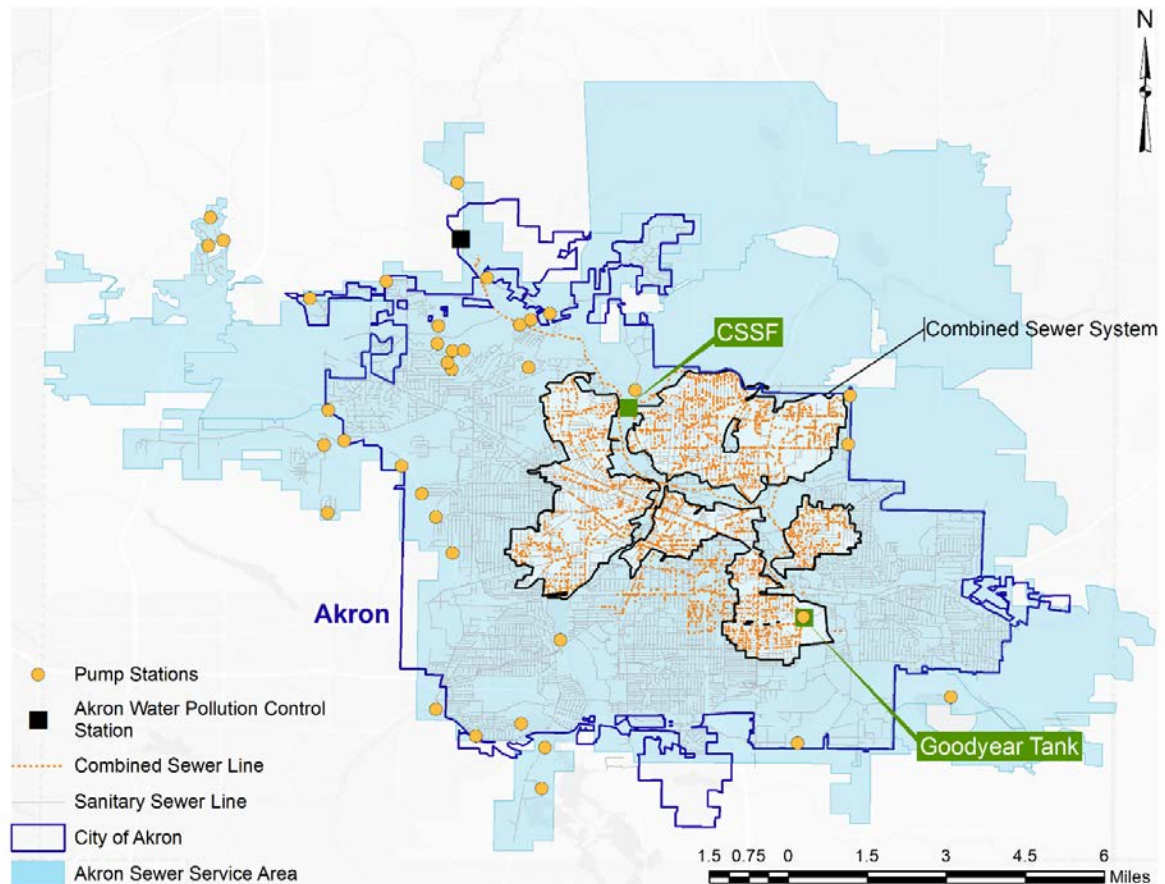 N
CSSF
Combined Sewer System
Akron
Goodyear Tank
Pump Stations
Akron Water Pollution Control
Station
Combined Sewer Line
Sanitary Sewer Line
City of Akron
Akron Sewer Service Area
1.5 0.75 0 1.5 3 4.5 6
Miles